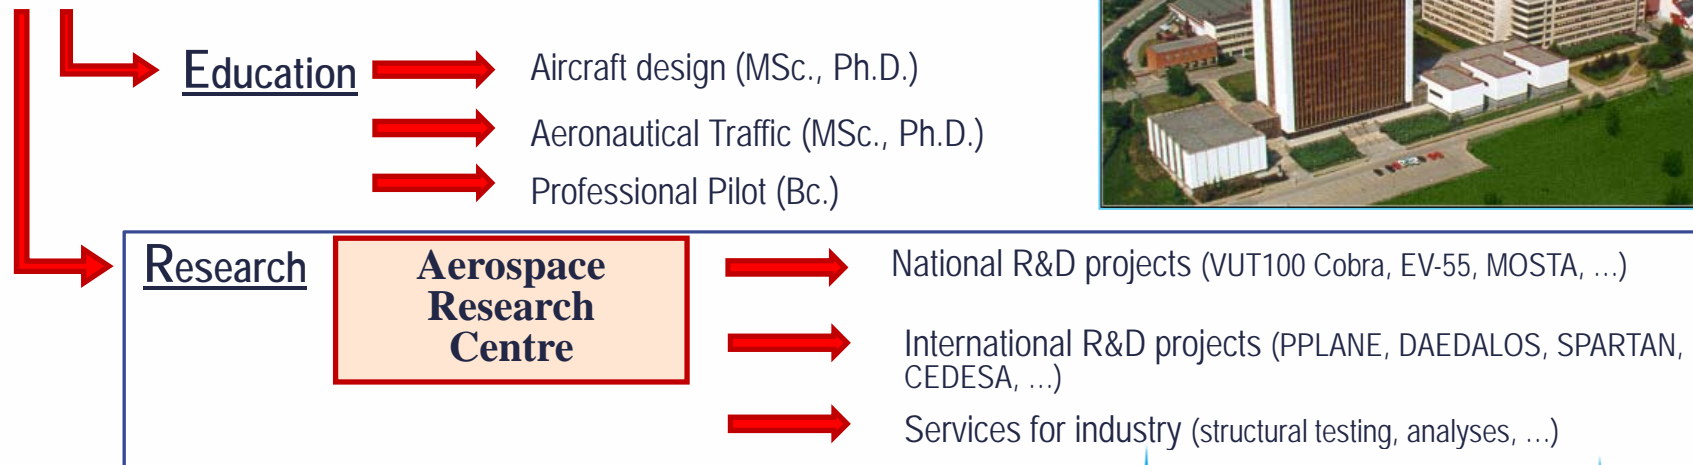 Education
Aircraft design (MSc., Ph.D.)
Aeronautical Traffic (MSc., Ph.D.)
Professional Pilot (Bc.)
Research
Aerospace
Research
Centre
National R&D projects (VUT100 Cobra, EV-55, MOSTA, ...)
International R&D projects (PPLANE, DAEDALOS, SPARTAN,
CEDESA, ...)
Services for industry (structural testing, analyses, ...)